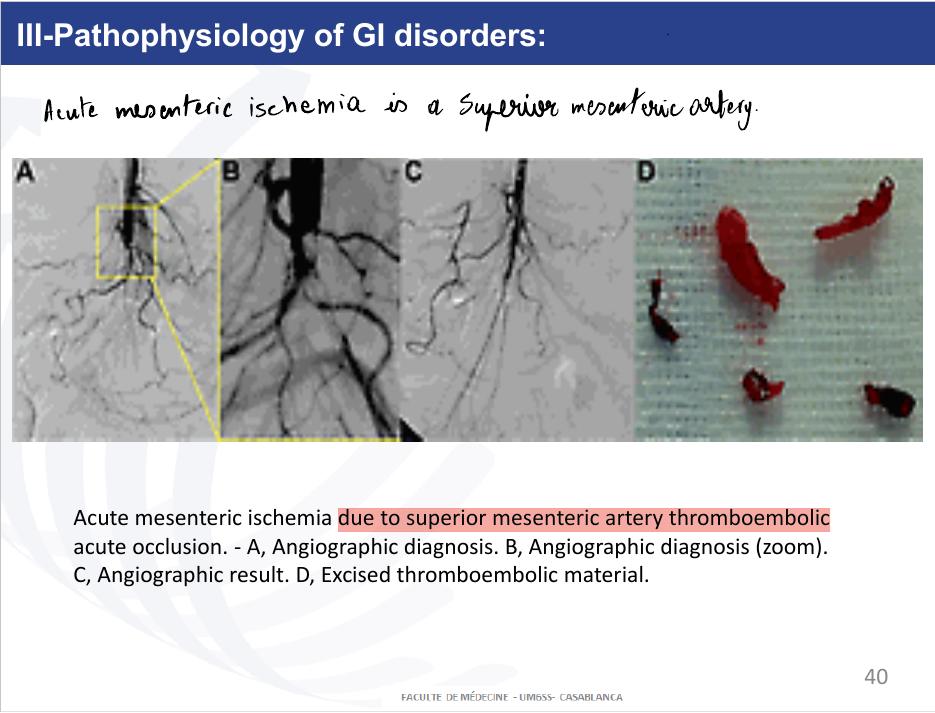 III-Pathophysiology of GI disorders:
Acute mesenteric ischemia is a Superior mesenteric artery.
A B C D
Acute mesenteric ischemia due to superior mesenteric artery thromboembolic
acute occlusion. - A, Angiographic diagnosis. B, Angiographic diagnosis (zoom).
C, Angiographic result. D, Excised thromboembolic material.
40
FACULTE DE MÉDECINE - UM6SS- CASABLANCA